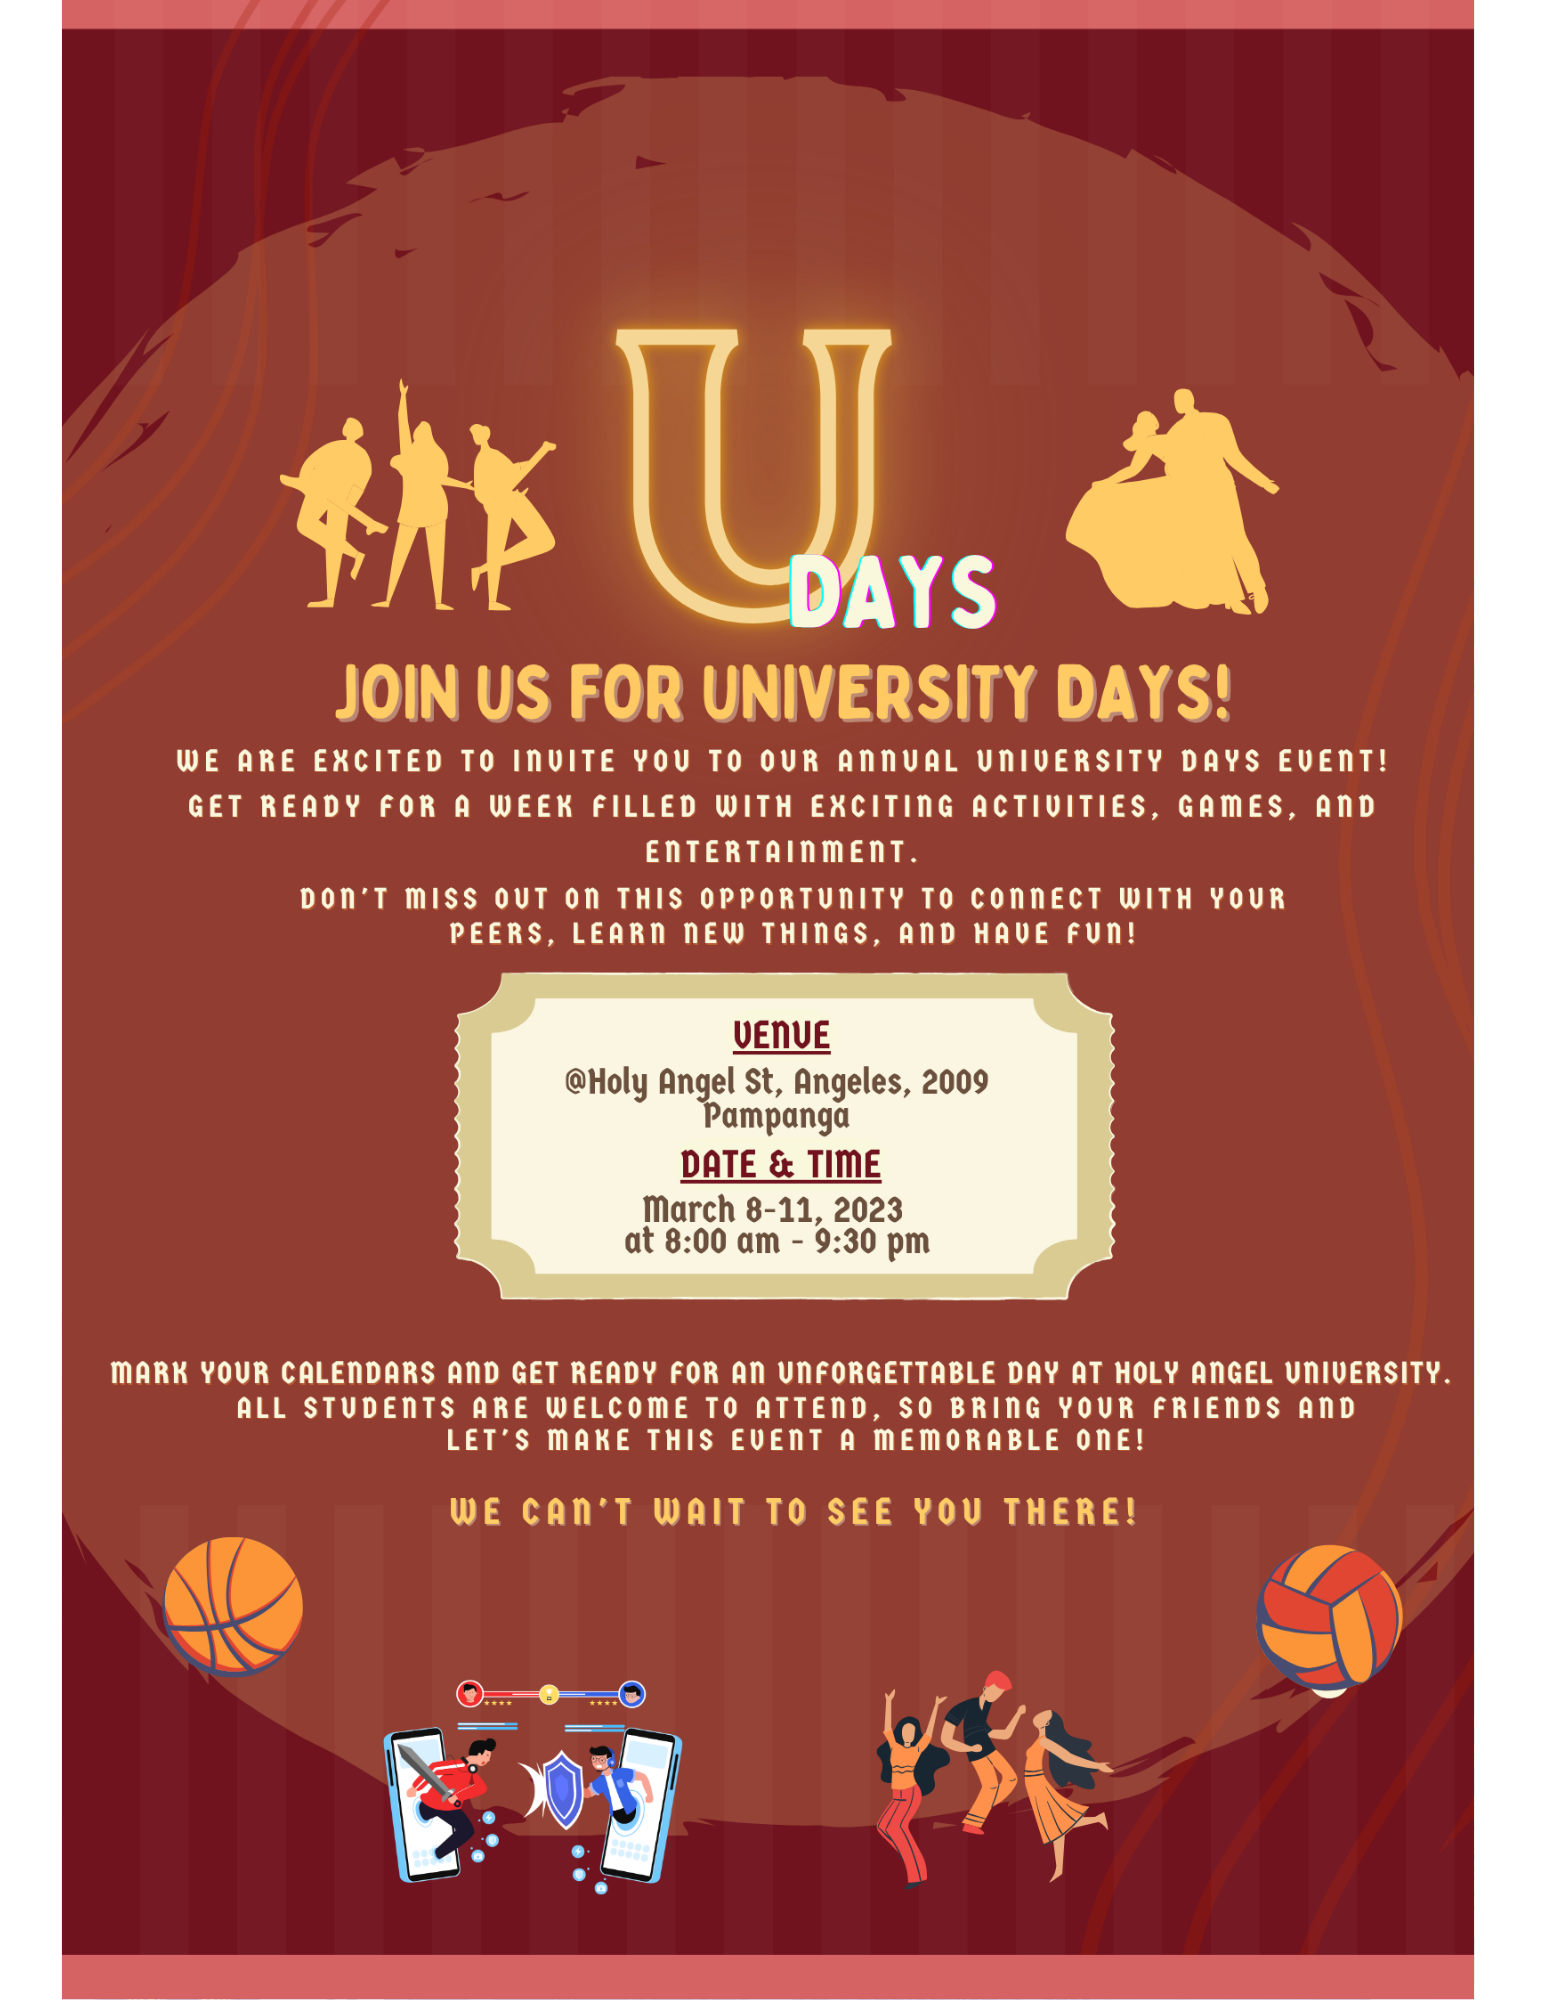 U
DAYS
JOIN US FOR UNIVERSITY DAYS!
WE ARE EXCITED TO INVITE YOU TO OUR ANNUAL UNIVERSITY DAYS EVENT!
GET READY FOR A WEEK FILLED WITH EXCITING ACTIVITIES, GAMES, AND
ENTERTAINMENT.
DON'T MISS OUT ON THIS OPPORTUNITY TO CONNECT WITH YOUR
PEERS, LEARN NEW THINGS, AND HAVE FUN!
VENUE
@Holy Angel St, Angeles, 2009
Pampanga
DATE & TIME
March 8-11, 2023
at 8:00 am - 9:30 pm
MARK YOUR CALENDARS AND GET READY FOR AN UNFORGETTABLE DAY AT HOLY ANGEL UNIVERSITY.
ALL STUDENTS ARE WELCOME TO ATTEND, SO BRING YOUR FRIENDS AND
LET'S MAKE THIS EVENT A MEMORABLE ONE!
WE CAN'T WAIT TO SEE YOU THERE!